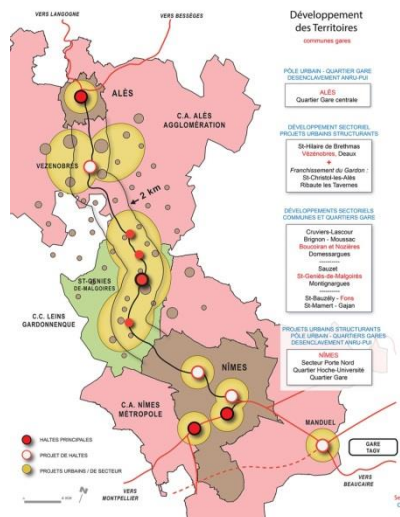 VERS LANGOGNE
VERS BESSÈGES
ALÈS
C.A. ALÈS
AGGLOMÉRATION
VÉZENOBRES
2 km
ST-GENIES
DE-MALGOIRES
C.C. LEINS
GARDONNENQUE
NÎMES
C.A. NÎMES
MÉTROPOLE
MANDUEL
GARE
TAGV
VERS
MONTPELLIER
VERS
BEAUCAIRE
HALTES PRINCIPALES
PROJET DE HALTES
PROJETS URBAINS / DE SECTEUR
Développement
des Territoires
communes gares
PÔLE URBAIN - QUARTIER GARE
DESENCLAVEMENT ANRU-PUI
ALÈS
Quartier Gare centrale
DÉVELOPPEMENT SECTORIEL
PROJETS URBAINS STRUCTURANTS
St-Hilaire de Brethmas
Vézénobres, Deaux
+
Franchissement du Gardon :
St-Christol-les-Alès
Ribaute les Tavernes
DÉVELOPPEMENTS SECTORIELS
COMMUNES ET QUARTIERS GARE
Cruviers-Lascour
Brignon - Moussac
Boucoiran et Nozières
Domessargues
----------
Sauzet
St-Geniès-de-Malgoirès
Montignargues
----------
St-Bauzély - Fons
St-Mamert - Gajan
PROJETS URBAINS STRUCTURANTS
PÔLE URBAIN - QUARTIERS GARE
DESENCLAVEMENT ANRU-PUI
NÎMES
Secteur Porte Nord
Quartier Hoche-Université
Quartier Gare